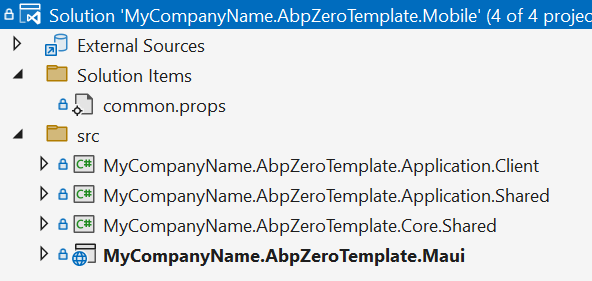 Solution 'MyCompanyName.AbpZeroTemplate.Mobile' (4 of 4 projec
External Sources
Solution Items
common.props
src
C# MyCompanyName.AbpZeroTemplate.Application.Client
C# MyCompanyName.AbpZeroTemplate.Application.Shared
C# MyCompanyName.AbpZeroTemplate.Core.Shared
MyCompanyName.AbpZeroTemplate.Maui